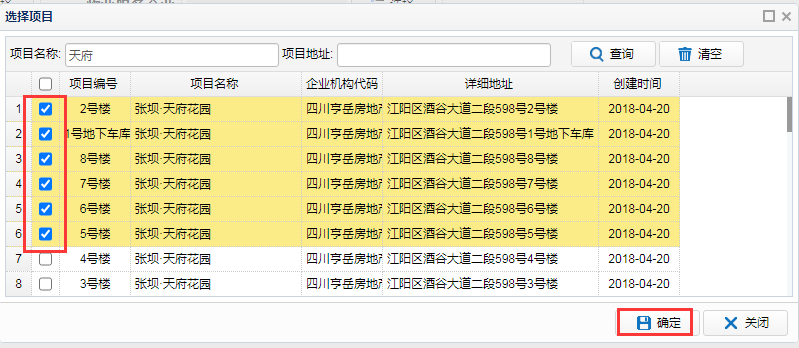 选择项目
项目名称: 天府 项目地址: 查询 清空
项目编号 项目名称 企业机构代码 详细地址 创建时间
1 2号楼 张坝·天府花园 四川亨岳房地产 江阳区酒谷大道二段598号2号楼 2018-04-20
2 1号地下车库 张坝·天府花园 四川亨岳房地产 江阳区酒谷大道二段598号1号地下车库 2018-04-20
3 8号楼 张坝·天府花园 四川亨岳房地产 江阳区酒谷大道二段598号8号楼 2018-04-20
4 7号楼 张坝·天府花园 四川亨岳房地产 江阳区酒谷大道二段598号7号楼 2018-04-20
5 6号楼 张坝·天府花园 四川亨岳房地产 江阳区酒谷大道二段598号6号楼 2018-04-20
6 5号楼 张坝·天府花园 四川亨岳房地产 江阳区酒谷大道二段598号5号楼 2018-04-20
7 4号楼 张坝·天府花园 四川亨岳房地产 江阳区酒谷大道二段598号4号楼 2018-04-20
8 3号楼 张坝·天府花园 四川亨岳房地产 江阳区酒谷大道二段598号3号楼 2018-04-20
确定 关闭